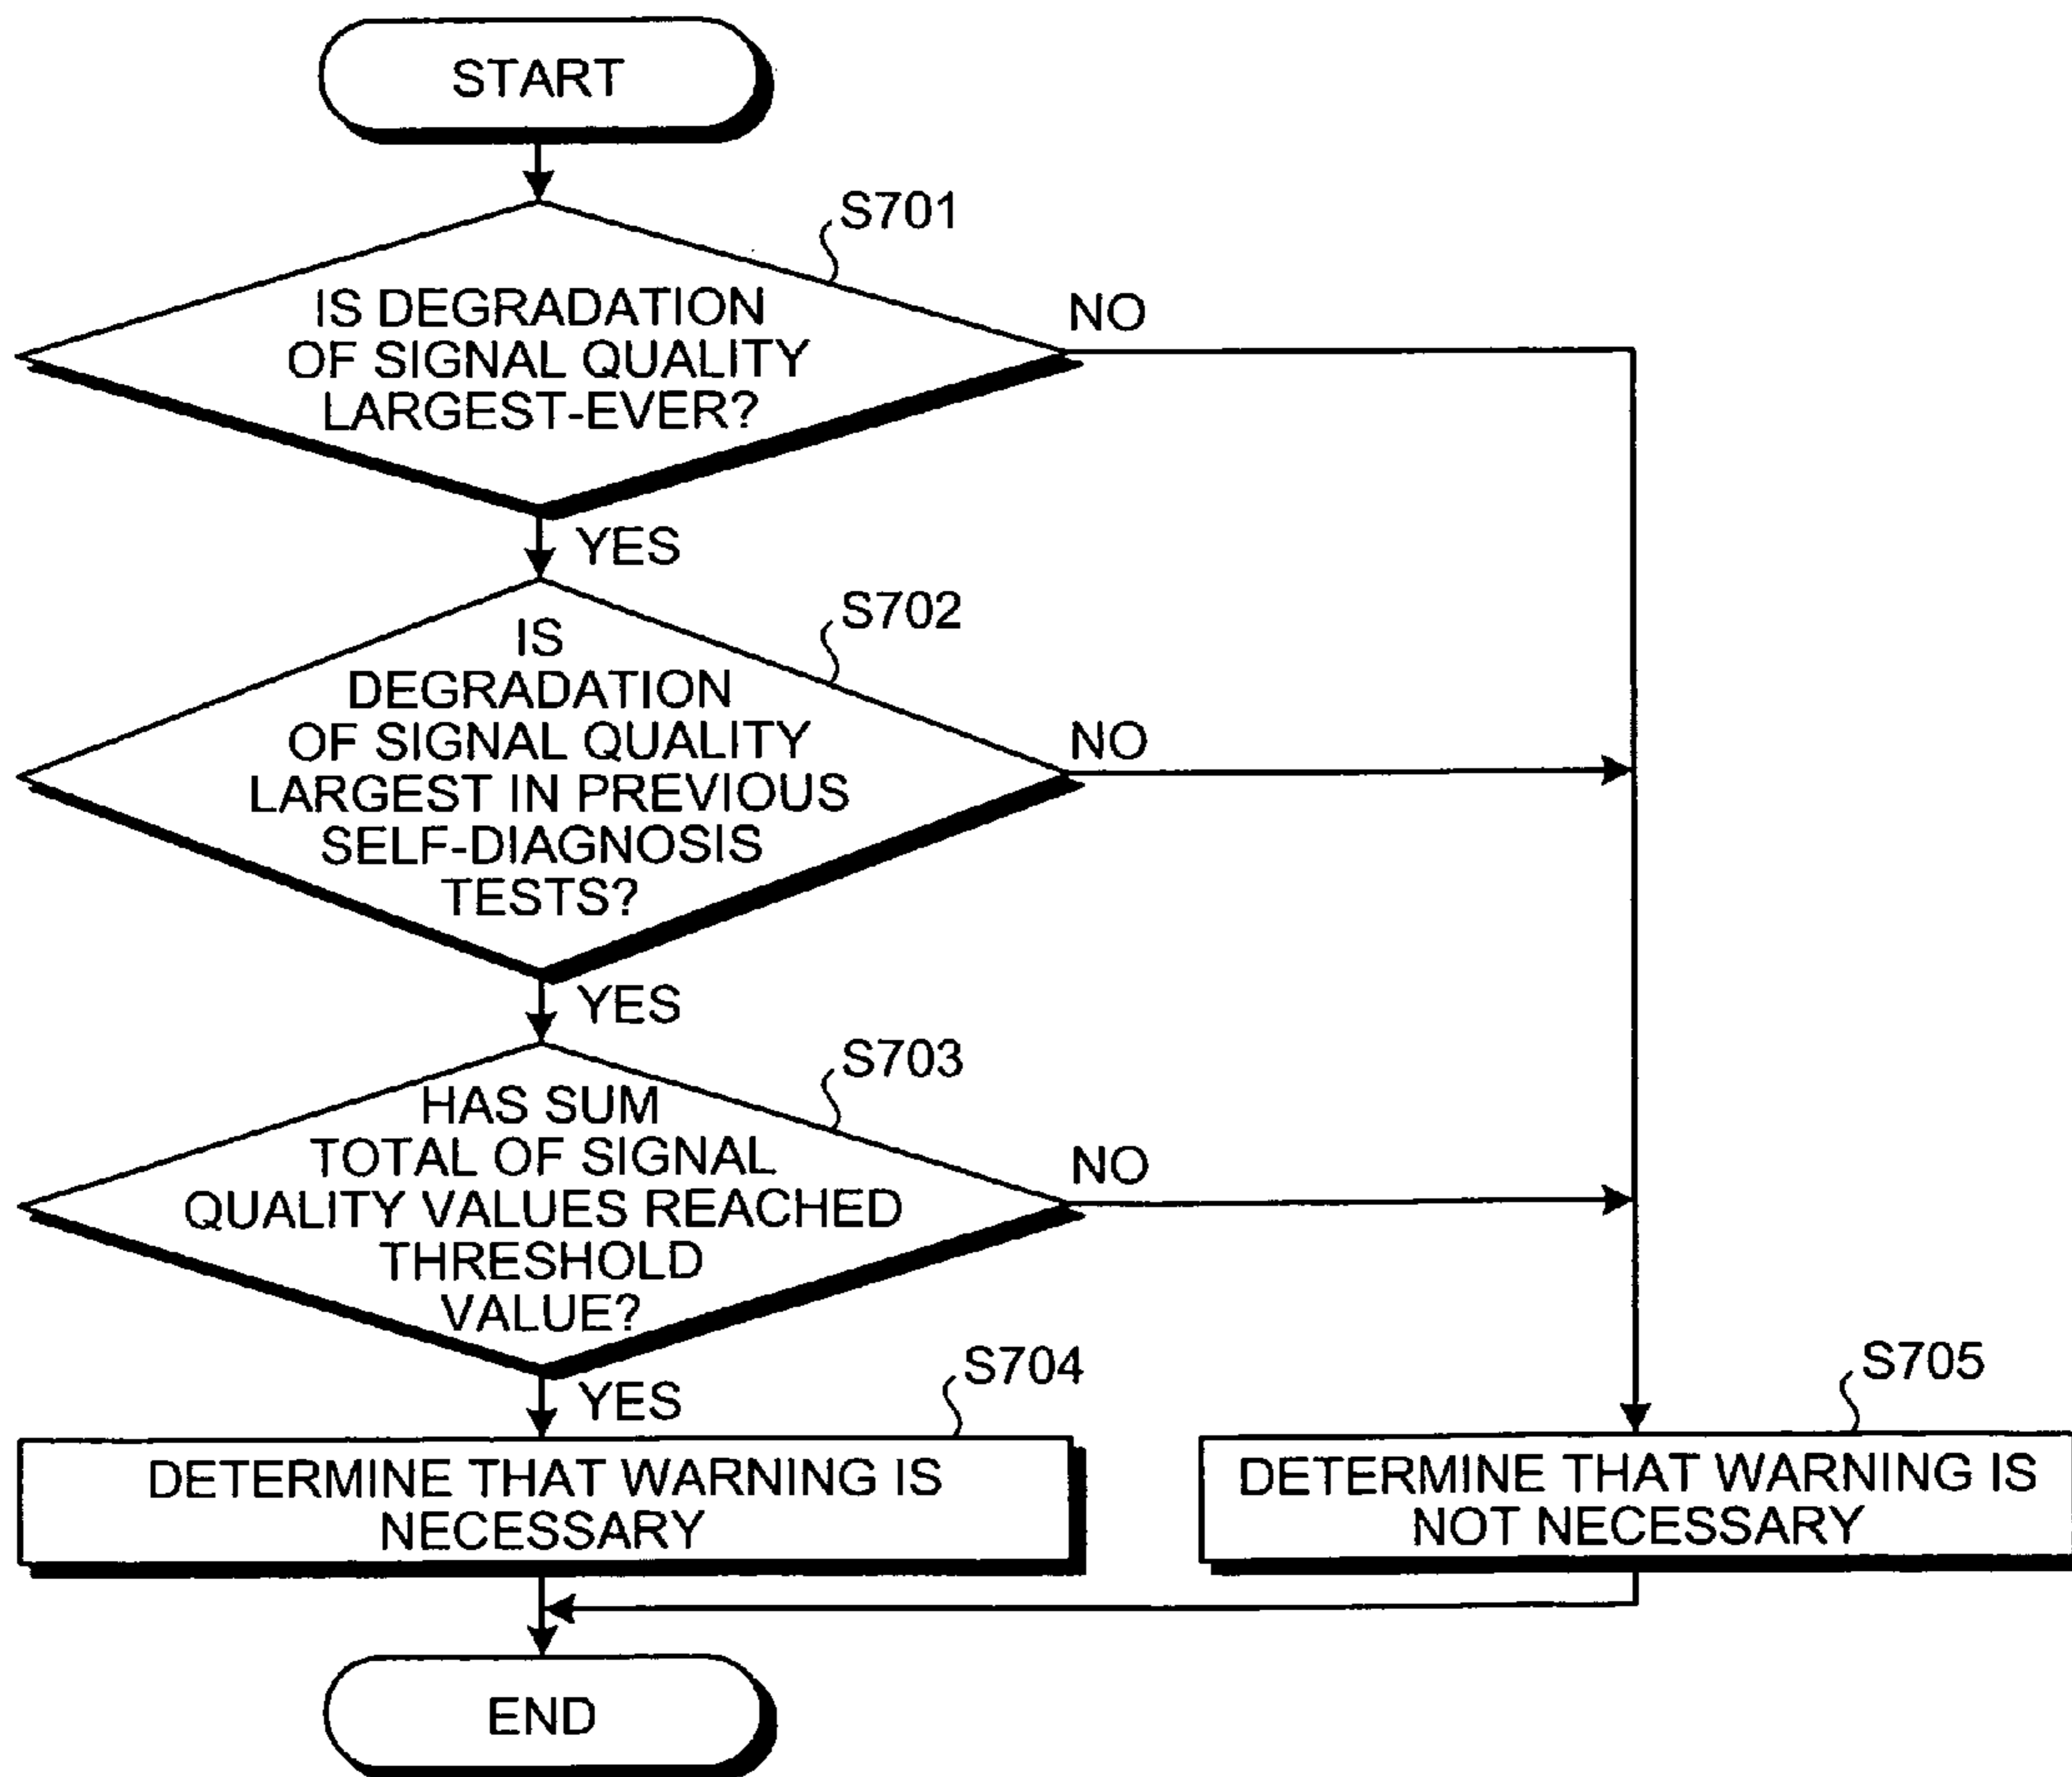 START
S701
IS DEGRADATION
OF SIGNAL QUALITY
LARGEST-EVER?
NO
YES
S702
IS
DEGRADATION
OF SIGNAL QUALITY
LARGEST IN PREVIOUS
SELF-DIAGNOSIS
TESTS?
NO
YES
S703
HAS SUM
TOTAL OF SIGNAL
QUALITY VALUES REACHED
THRESHOLD
VALUE?
NO
YES
S704
DETERMINE THAT WARNING IS
NECESSARY
S705
DETERMINE THAT WARNING IS
NOT NECESSARY
END